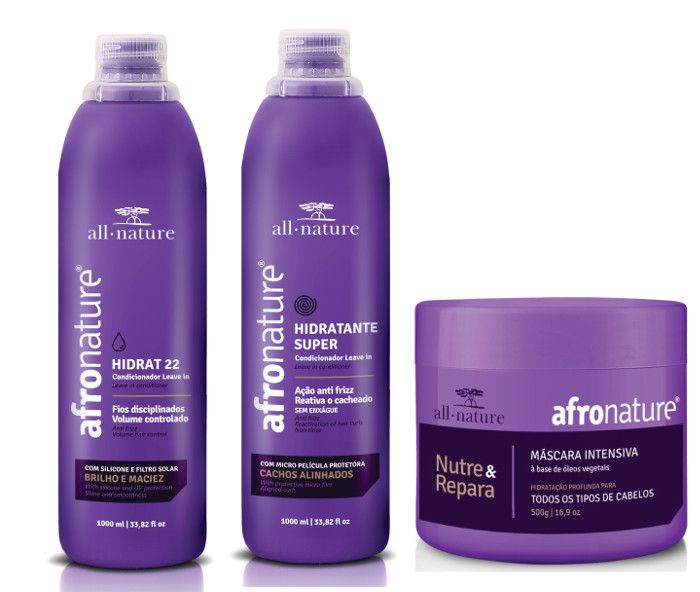 all·nature
afronature®
HIDRAT 22
Condicionador Leave in
Leave in conditioner
Fios disciplinados
Volume controlado
Anti frizz
Volume hair control
COM SILICONE E FILTRO SOLAR
BRILHO E MACIEZ
With silicone and UV protection
Shine and smoothness
1000 ml | 33,82 fl oz
all·nature
afronature®
HIDRATANTE
SUPER
Condicionador Leave in
Leave in conditioner
Ação anti frizz
Reativa o cacheado
SEM ENXÁGUE
Anti frizz
Reactivation of hair curls
Non-rinse
COM MICRO PELÍCULA PROTETORA
CACHOS ALINHADOS
With protective micro film
Aligned curls
1000 ml | 33,82 fl oz
all·nature
afronature®
Nutre &
Repara
MÁSCARA INTENSIVA
à base de óleos vegetais
HIDRATAÇÃO PROFUNDA PARA
TODOS OS TIPOS DE CABELOS
500g | 16,9 oz